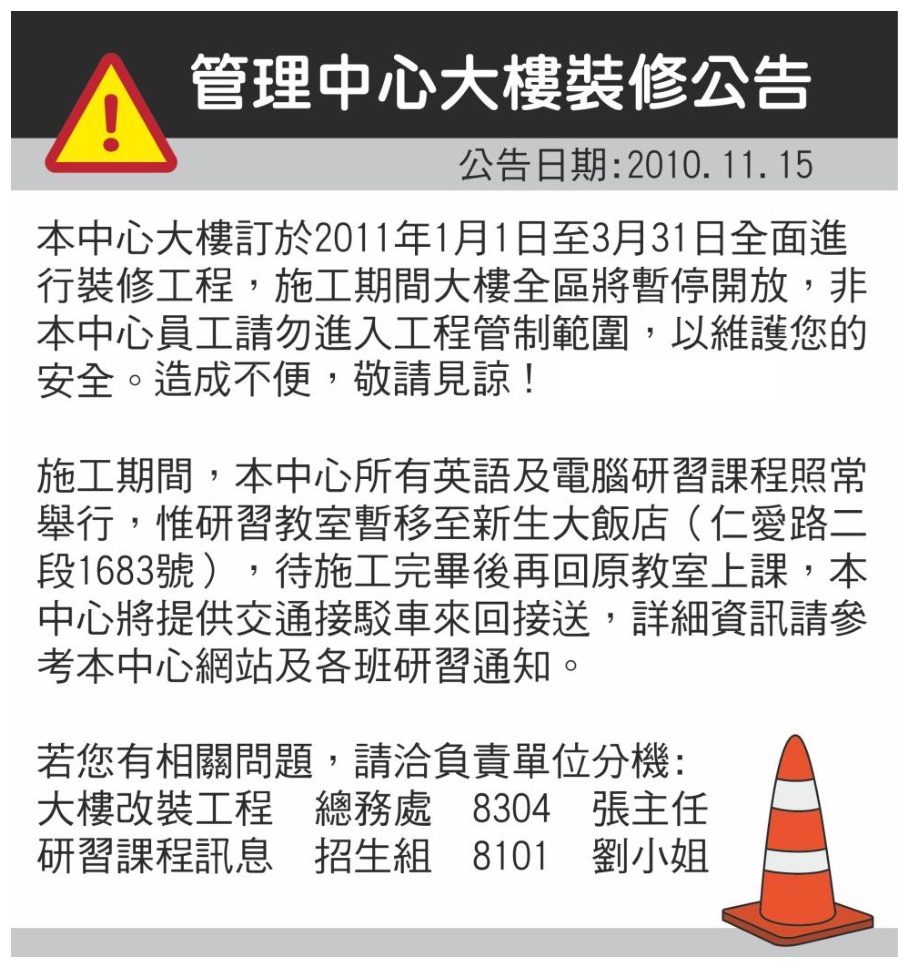 管理中心大樓裝修公告
公告日期:2010.11.15
本中心大樓訂於2011年1月1日至3月31日全面進
行裝修工程，施工期間大樓全區將暫停開放，非
本中心員工請勿進入工程管制範圍，以維護您的
安全。造成不便，敬請見諒！
施工期間，本中心所有英語及電腦研習課程照常
舉行，惟研習教室暫移至新生大飯店（仁愛路二
段1683號），待施工完畢後再回原教室上課，本
中心將提供交通接駁車來回接送，詳細資訊請參
考本中心網站及各班研習通知。
若您有相關問題，請洽負責單位分機:
大樓改裝工程　總務處　8304　張主任
研習課程訊息　招生組　8101　劉小姐